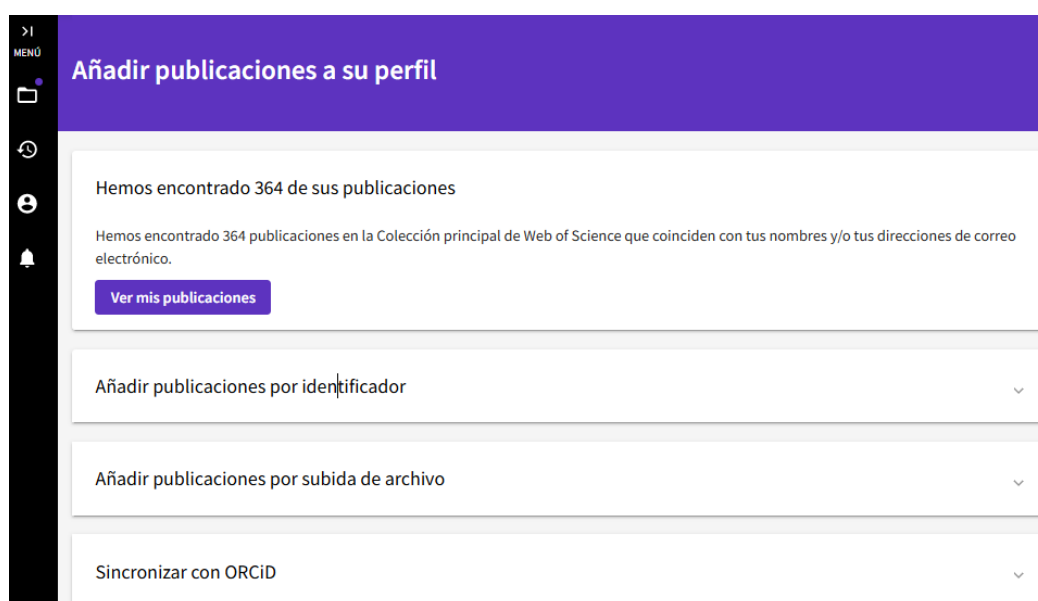 MENÚ
Añadir publicaciones a su perfil
Hemos encontrado 364 de sus publicaciones
Hemos encontrado 364 publicaciones en la Colección principal de Web of Science que coinciden con tus nombres y/o tus direcciones de correo
electrónico.
Ver mis publicaciones
Añadir publicaciones por identificador
Añadir publicaciones por subida de archivo
Sincronizar con ORCiD